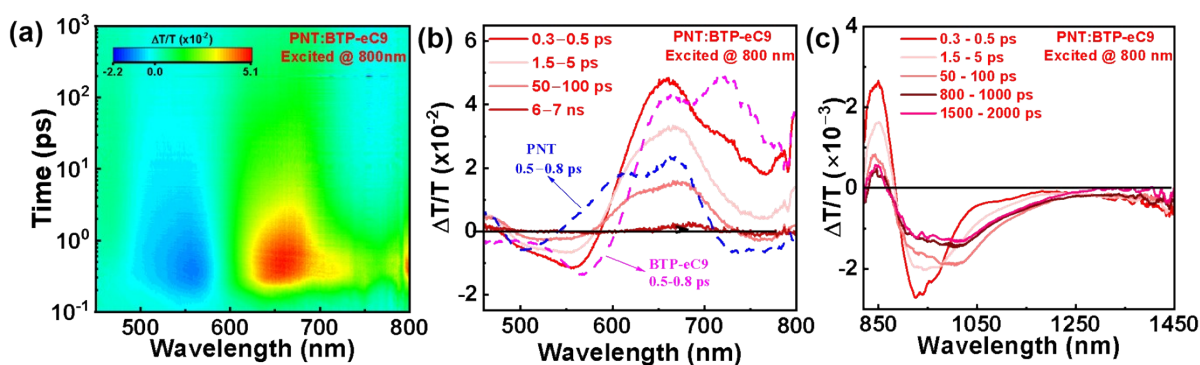 (a)
Time (ps)
10³
10²
10¹
10⁰
10⁻¹
ΔT/T (x10⁻²)
-2.2 0.0 5.1
PNT:BTP-eC9
Excited @ 800nm
500 600 700 800
Wavelength (nm)
(b)
ΔT/T (x10⁻²)
6
4
2
0
-2
0.3–0.5 ps
1.5–5 ps
50–100 ps
6–7 ns
PNT:BTP-eC9
Excited @ 800 nm
PNT
0.5–0.8 ps
BTP-eC9
0.5-0.8 ps
500 600 700 800
Wavelength (nm)
(c)
ΔT/T (×10⁻³)
2
0
-2
0.3 - 0.5 ps
1.5 - 5 ps
50 - 100 ps
800 - 1000 ps
1500 - 2000 ps
PNT:BTP-eC9
Excited @ 800 nm
850 1050 1250 1450
Wavelength (nm)